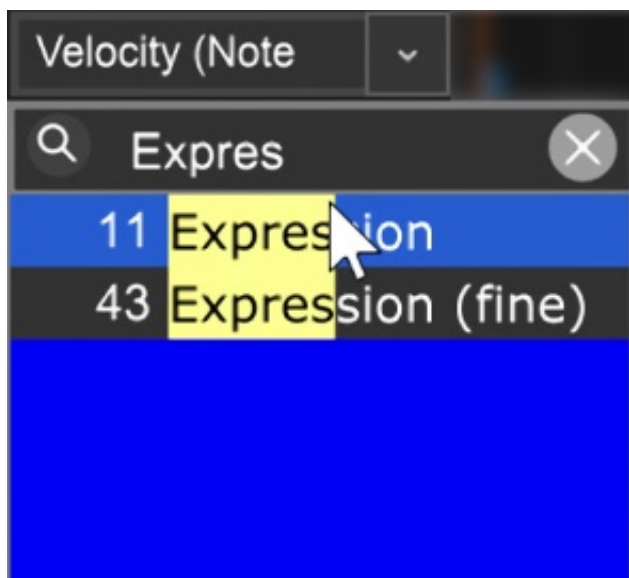 Velocity (Note
Expres
11 Expression
43 Expression (fine)